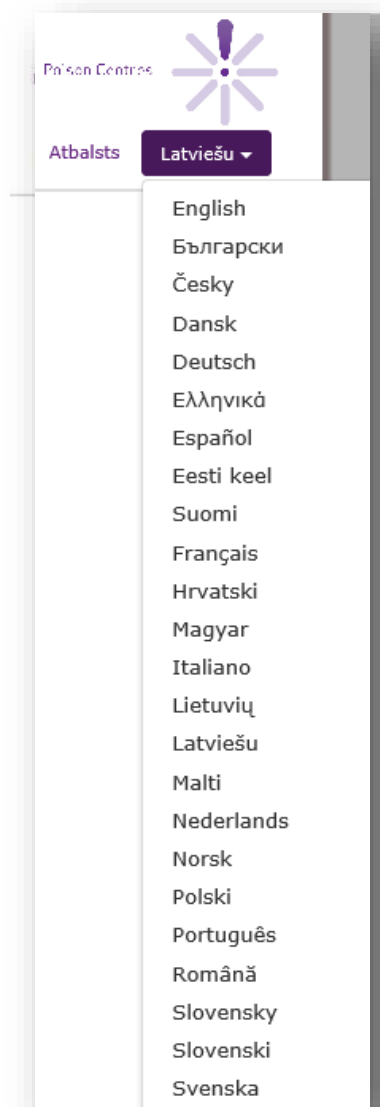 Poison Centres
Atbalsts
Latviešu
English
Български
Česky
Dansk
Deutsch
Ελληνικά
Español
Eesti keel
Suomi
Français
Hrvatski
Magyar
Italiano
Lietuvių
Latviešu
Malti
Nederlands
Norsk
Polski
Português
Română
Slovensky
Slovenski
Svenska